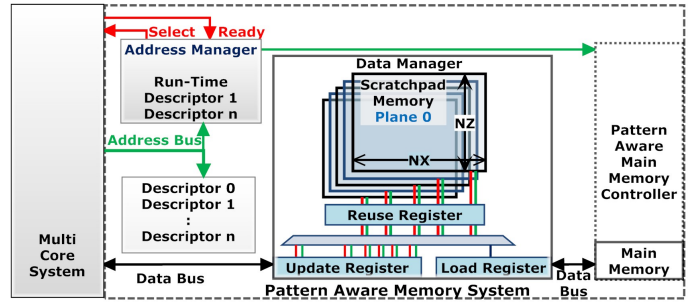 Select
Ready
Address Manager
Run-Time
Descriptor 1
Descriptor n
Address Bus
Descriptor 0
Descriptor 1
:
Descriptor n
Multi
Core
System
Data Bus
Data Manager
Scratchpad
Memory
Plane 0
NZ
NX
Reuse Register
Update Register
Load Register
Pattern Aware Memory System
Pattern
Aware
Main
Memory
Controller
Main
Memory
Data
Bus